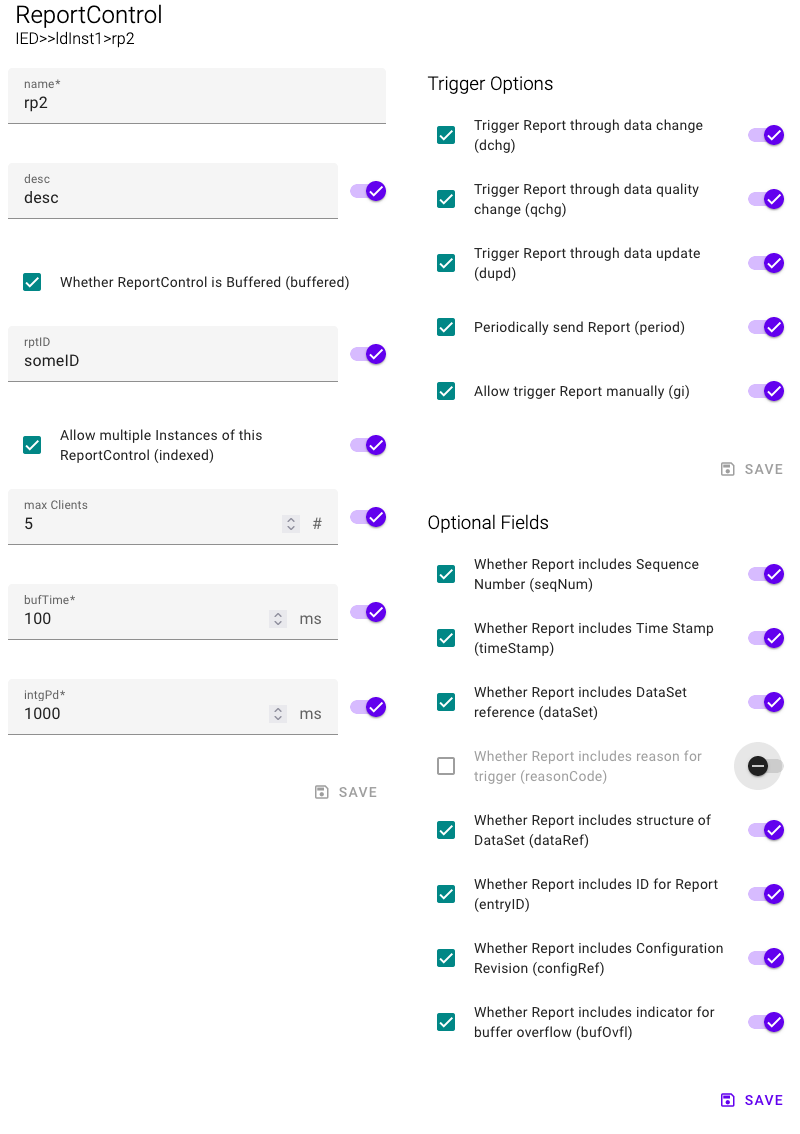 ReportControl
IED>>ldInst1>rp2
name*
rp2
desc
desc
Whether ReportControl is Buffered (buffered)
rptID
someID
Allow multiple Instances of this
ReportControl (indexed)
max Clients
5 #
bufTime*
100 ms
intgPd*
1000 ms
SAVE
Trigger Options
Trigger Report through data change
(dchg)
Trigger Report through data quality
change (qchg)
Trigger Report through data update
(dupd)
Periodically send Report (period)
Allow trigger Report manually (gi)
SAVE
Optional Fields
Whether Report includes Sequence
Number (seqNum)
Whether Report includes Time Stamp
(timeStamp)
Whether Report includes DataSet
reference (dataSet)
Whether Report includes reason for
trigger (reasonCode)
Whether Report includes structure of
DataSet (dataRef)
Whether Report includes ID for Report
(entryID)
Whether Report includes Configuration
Revision (configRef)
Whether Report includes indicator for
buffer overflow (bufOvfl)
SAVE